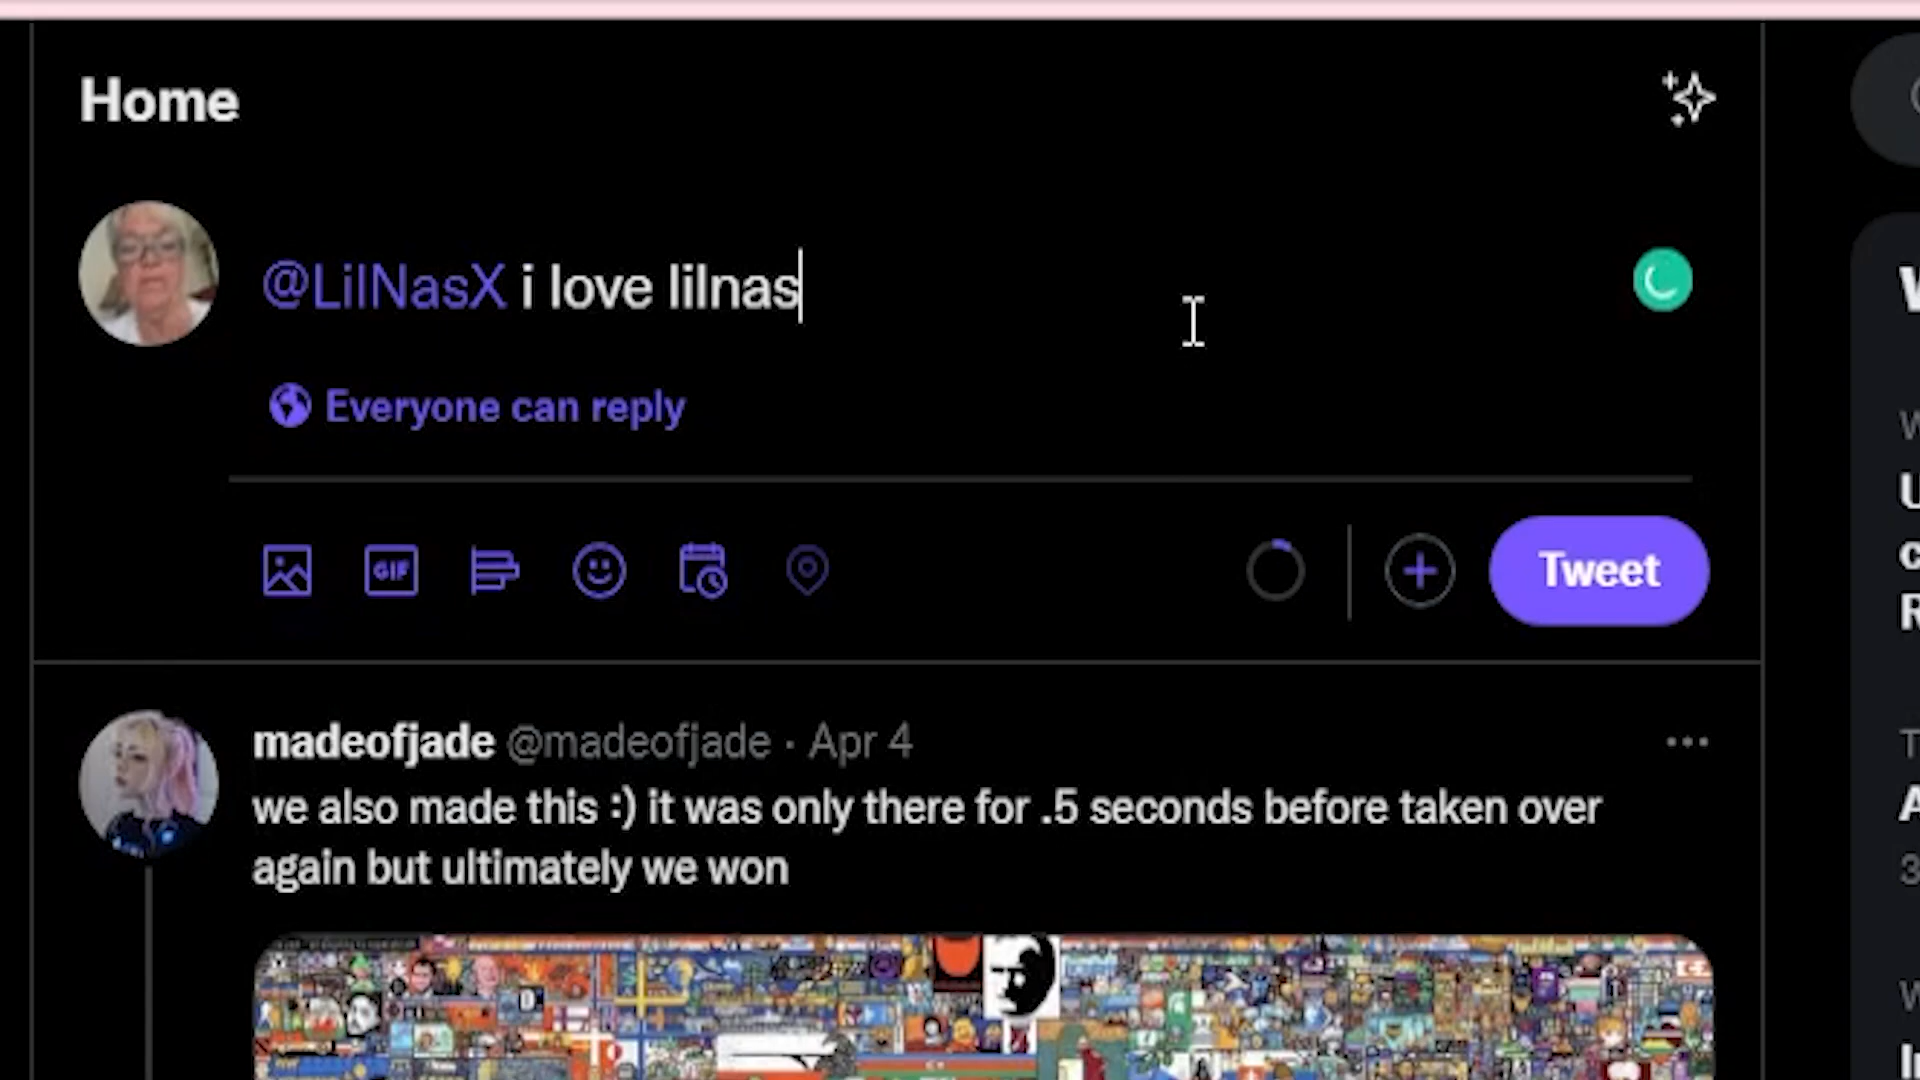 Home
@LilNasX i love lilnas
Everyone can reply
GIF
Tweet
madeofjade @madeofjade · Apr 4
we also made this :) it was only there for .5 seconds before taken over
again but ultimately we won